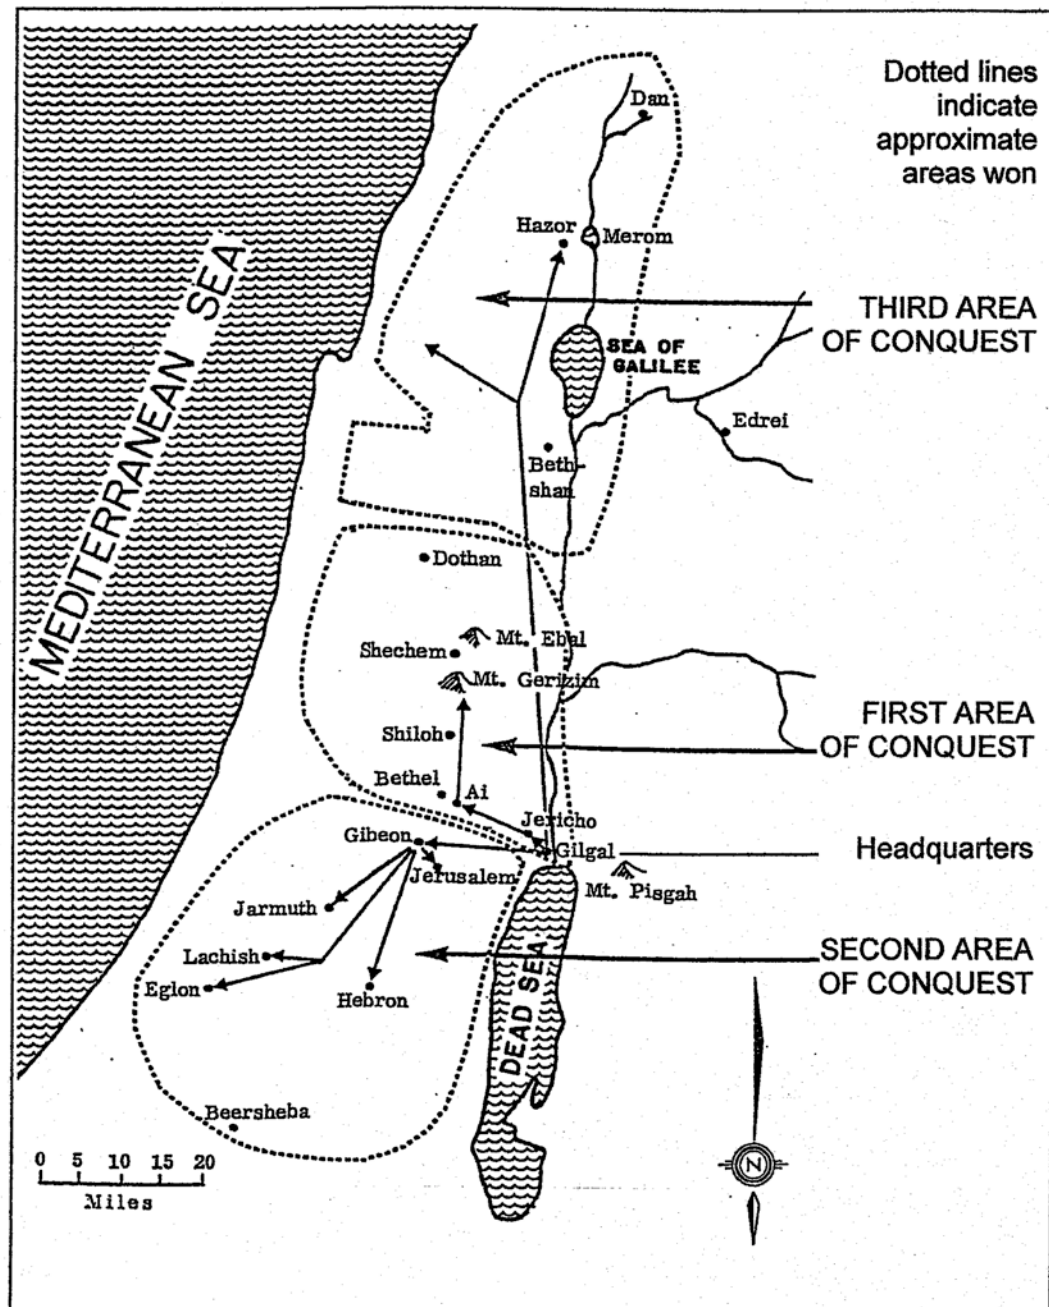 Dotted lines
indicate
approximate
areas won
Dan
Hazor
Merom
MEDITERRANEAN SEA
THIRD AREA
OF CONQUEST
SEA OF
GALILEE
Edrei
Beth-
shan
Dothan
Mt. Ebal
Shechem
Mt. Gerizim
FIRST AREA
OF CONQUEST
Shiloh
Bethel
Ai
Jericho
Gibeon
Gilgal
Headquarters
Jerusalem
Mt. Pisgah
Jarmuth
DEAD SEA
SECOND AREA
OF CONQUEST
Lachish
Eglon
Hebron
Beersheba
0 5 10 15 20
Miles
N